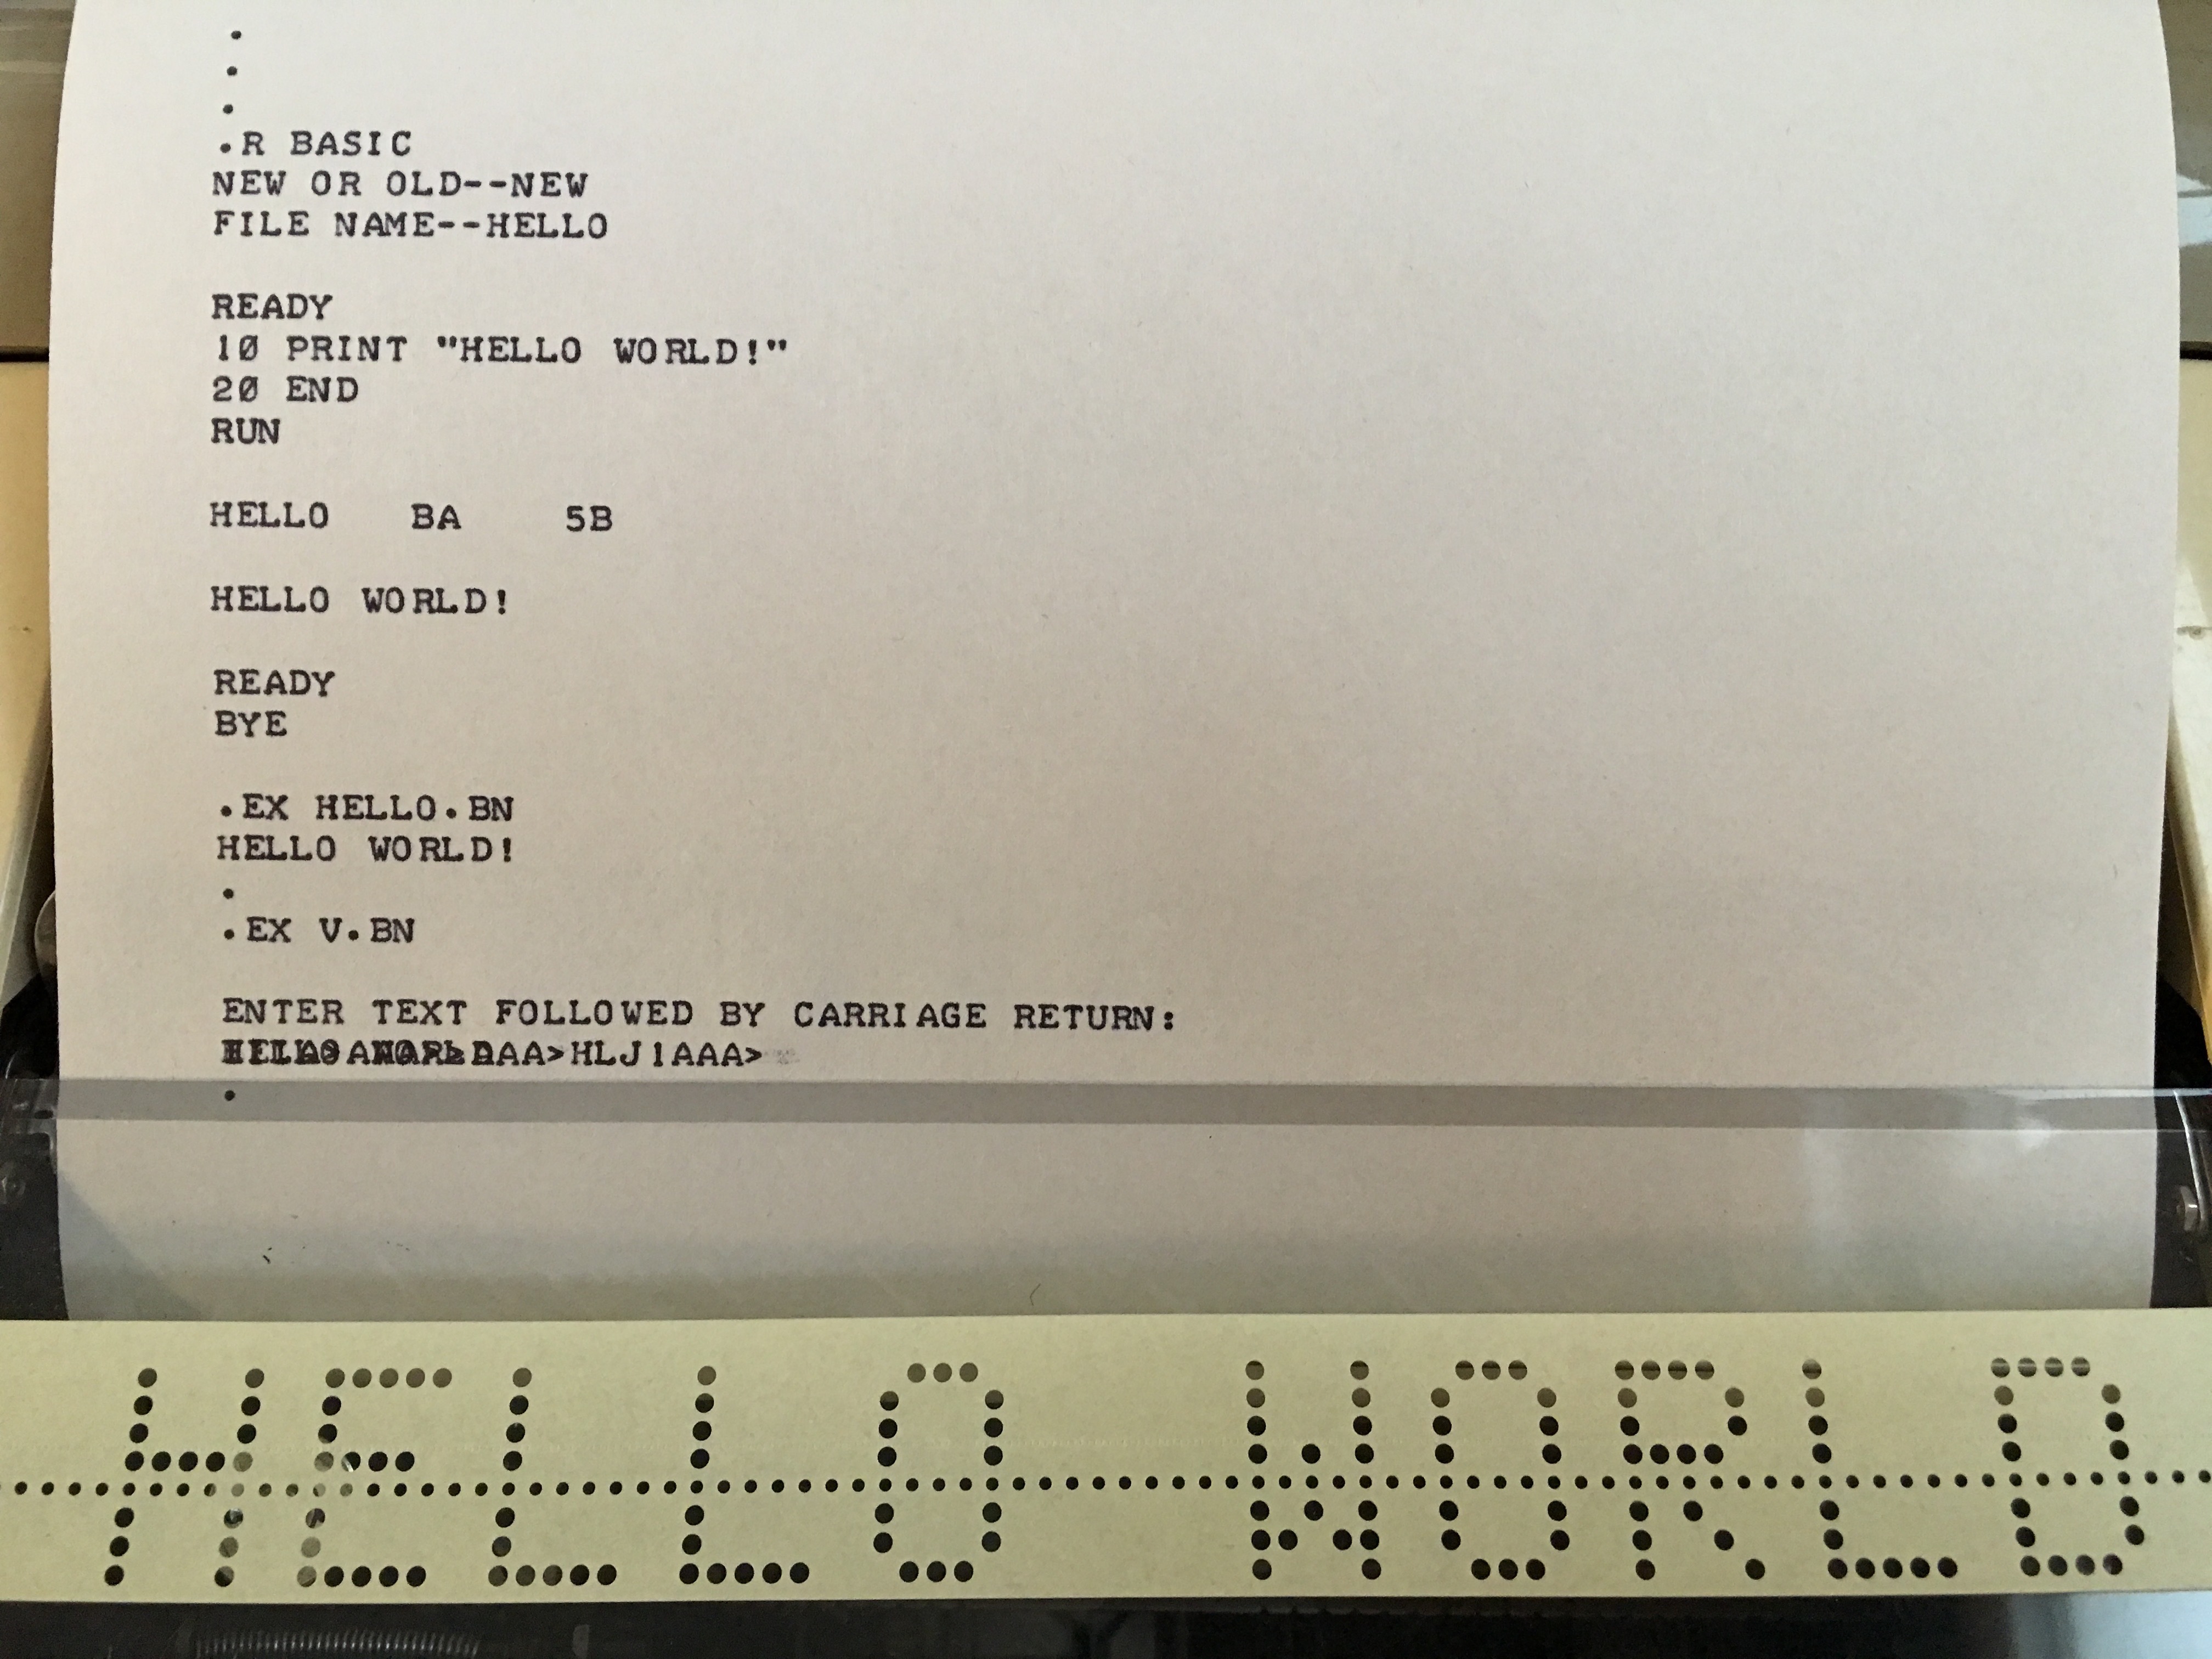 .
.
.
.R BASIC
NEW OR OLD--NEW
FILE NAME--HELLO
READY
10 PRINT "HELLO WORLD!"
20 END
RUN
HELLO BA 5B
HELLO WORLD!
READY
BYE
.EX HELLO.BN
HELLO WORLD!
.
.EX V.BN
ENTER TEXT FOLLOWED BY CARRIAGE RETURN:
.
HELLO WORLD